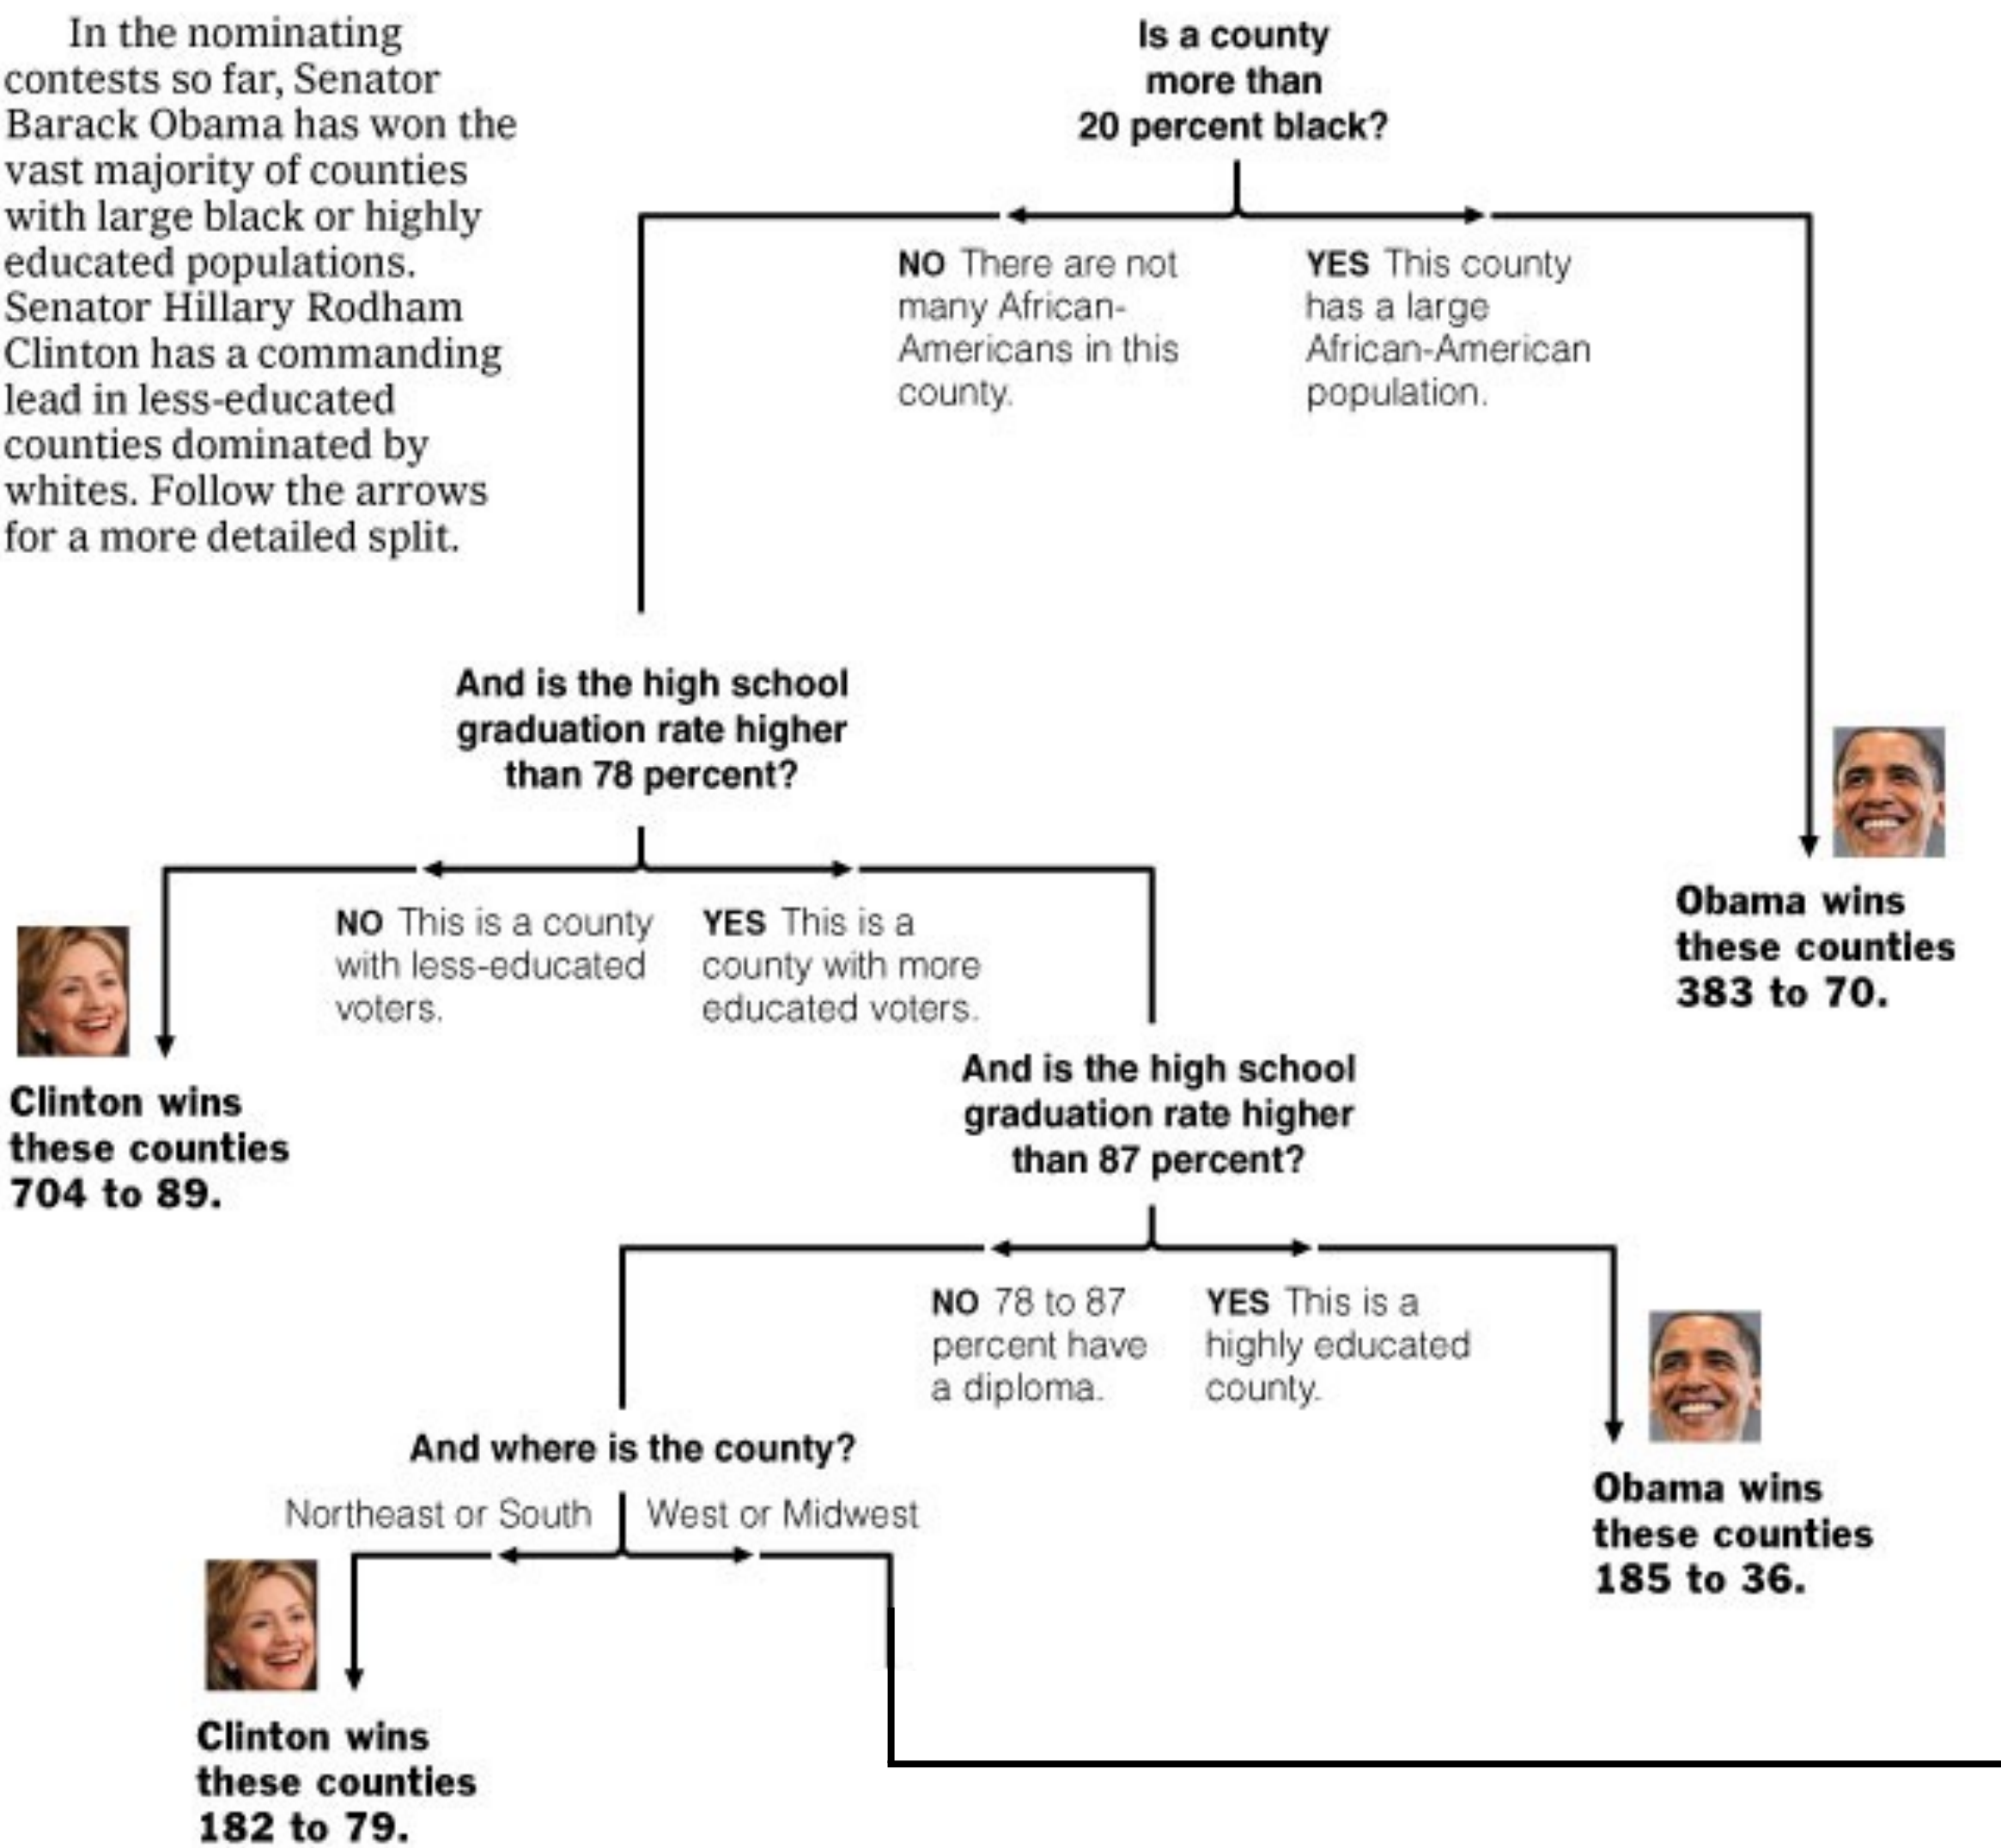 In the nominating
contests so far, Senator
Barack Obama has won the
vast majority of counties
with large black or highly
educated populations.
Senator Hillary Rodham
Clinton has a commanding
lead in less-educated
counties dominated by
whites. Follow the arrows
for a more detailed split.
Is a county
more than
20 percent black?
NO There are not
many African-
Americans in this
county.
YES This county
has a large
African-American
population.
And is the high school
graduation rate higher
than 78 percent?
Obama wins
these counties
383 to 70.
NO This is a county
with less-educated
voters.
YES This is a
county with more
educated voters.
Clinton wins
these counties
704 to 89.
And is the high school
graduation rate higher
than 87 percent?
NO 78 to 87
percent have
a diploma.
YES This is a
highly educated
county.
Obama wins
these counties
185 to 36.
And where is the county?
Northeast or South
West or Midwest
Clinton wins
these counties
182 to 79.